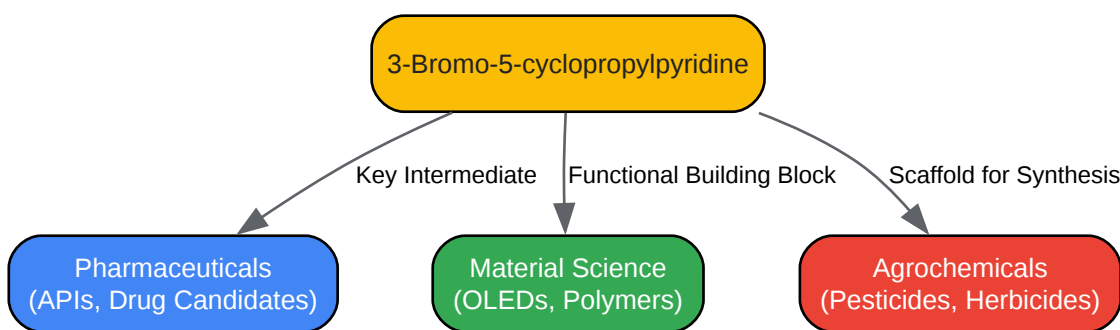 3-Bromo-5-cyclopropylpyridine
Key Intermediate
Functional Building Block
Scaffold for Synthesis
Pharmaceuticals
(APIs, Drug Candidates)
Material Science
(OLEDs, Polymers)
Agrochemicals
(Pesticides, Herbicides)